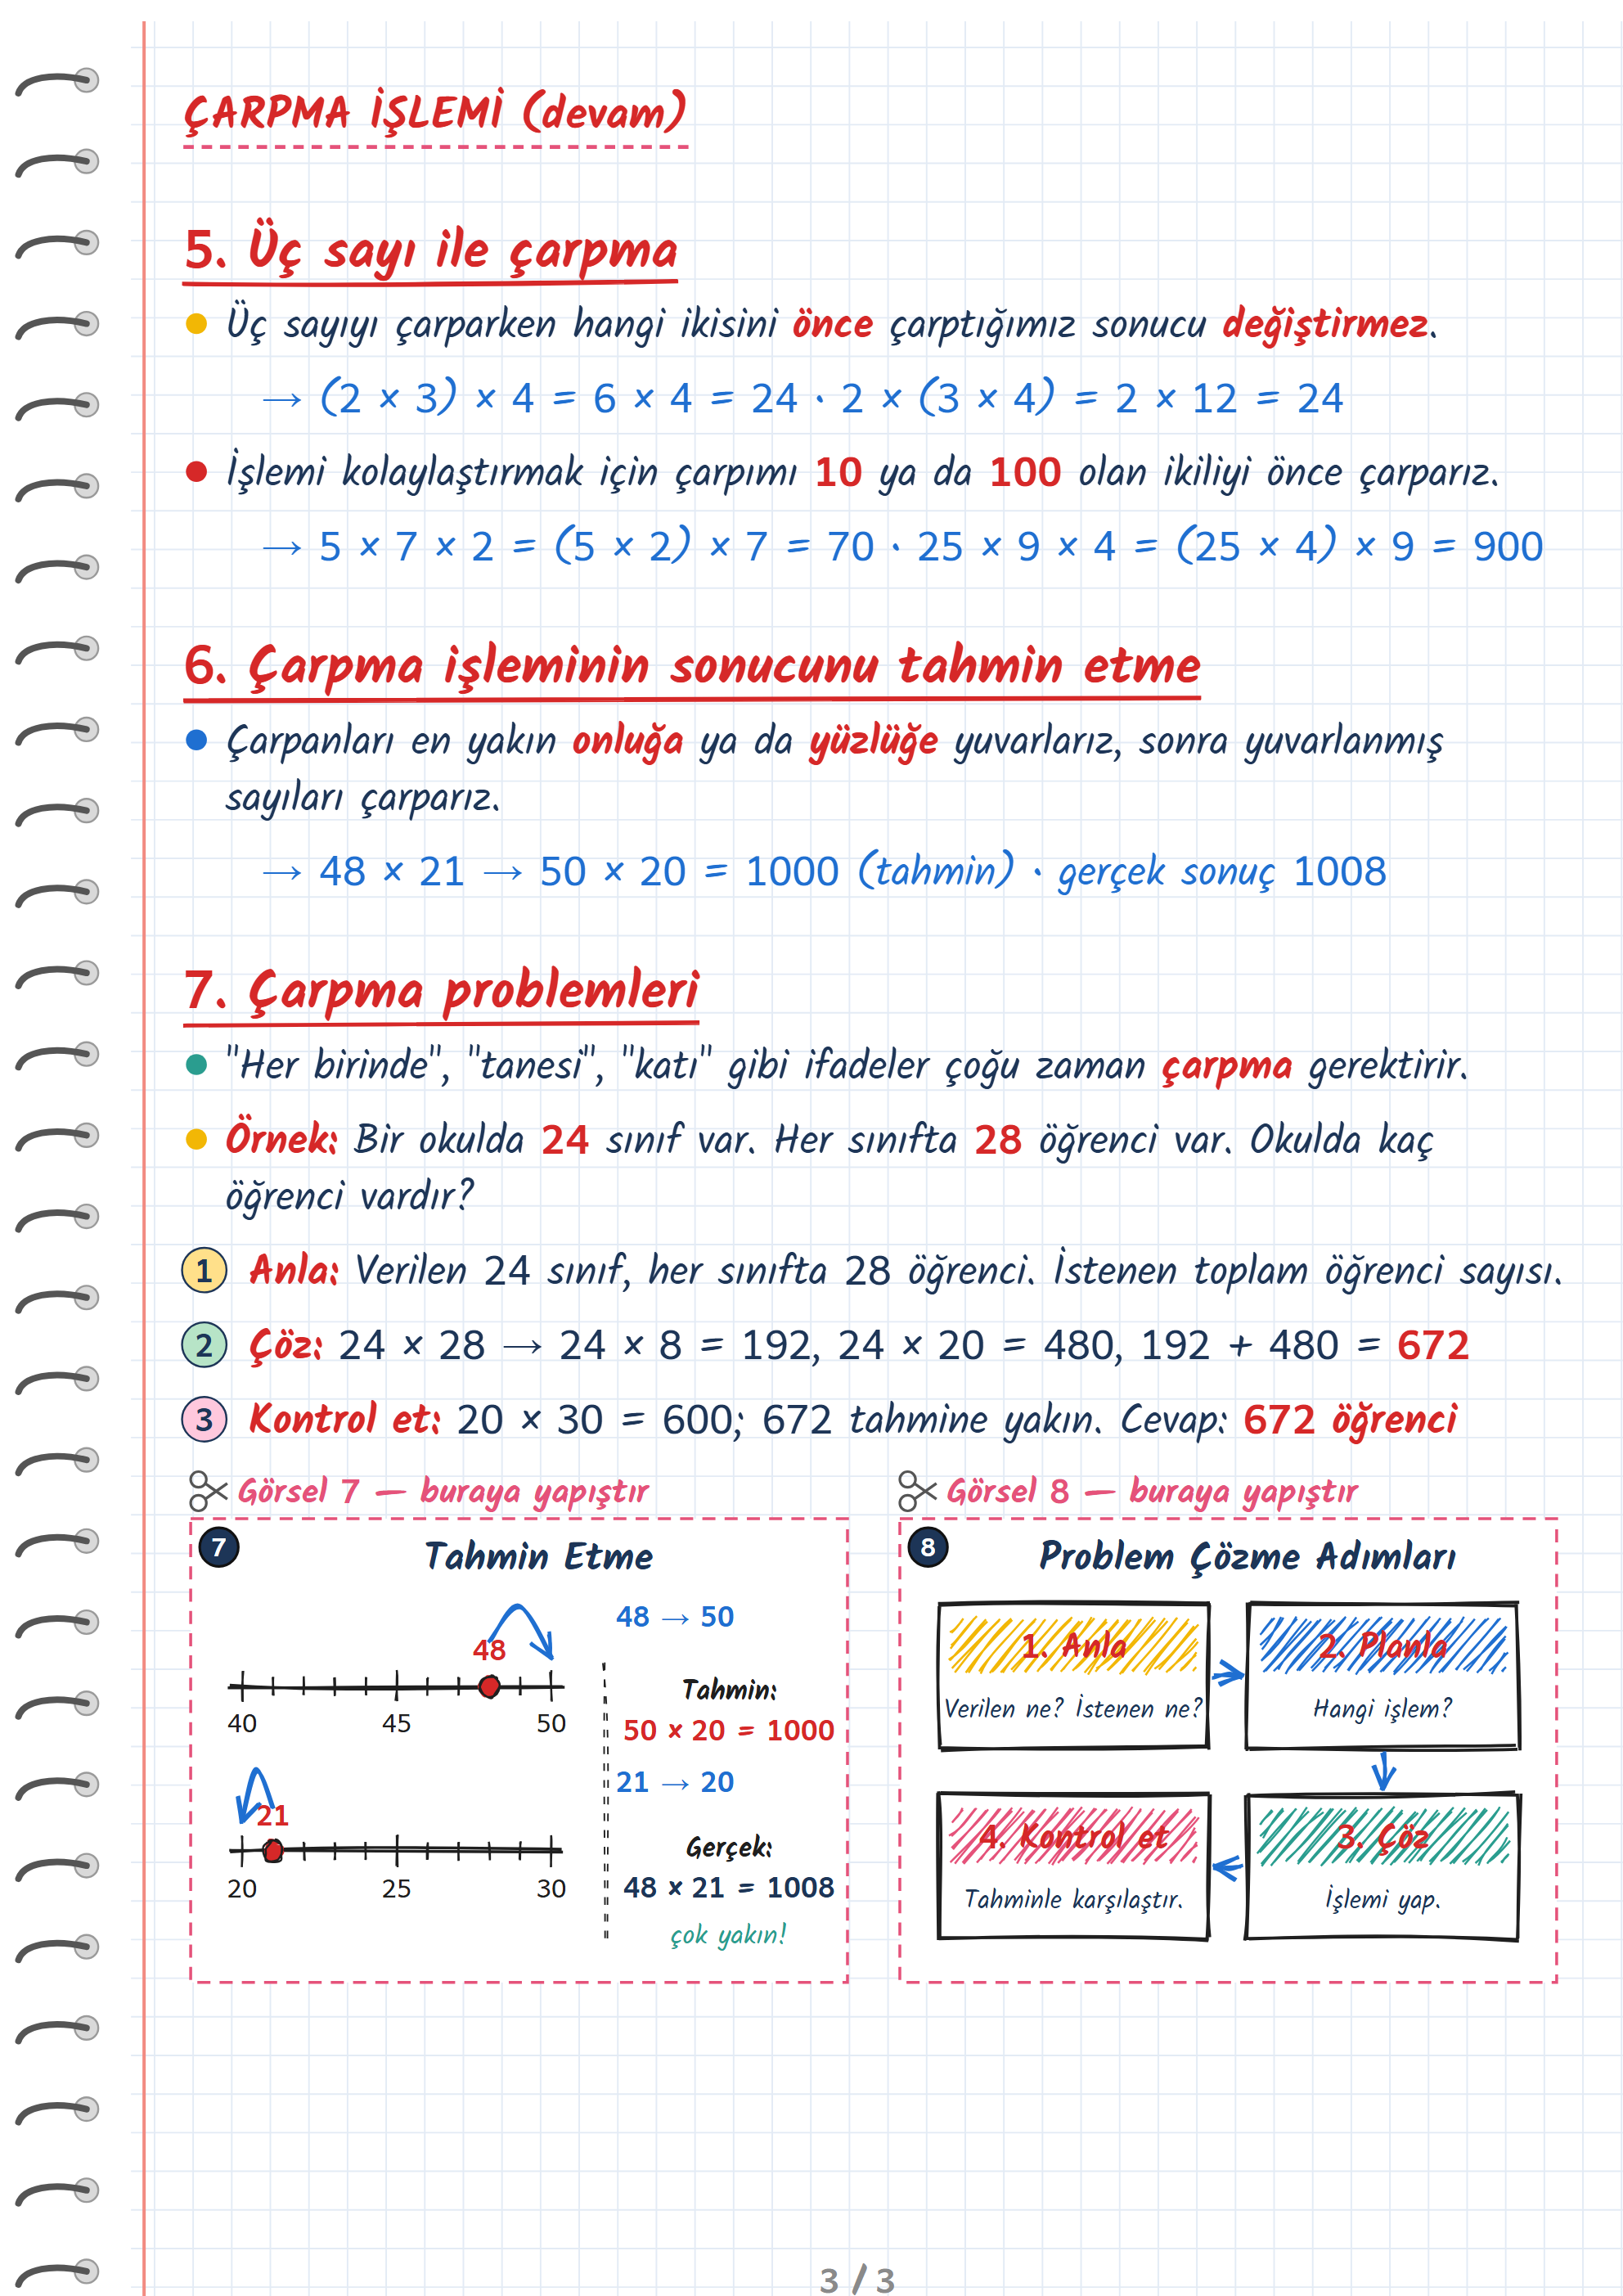 ÇARPMA İŞLEMİ (devam)
5. Üç sayı ile çarpma
Üç sayıyı çarparken hangi ikisini önce çarptığımız sonucu değiştirmez.
→ (2 × 3) × 4 = 6 × 4 = 24 · 2 × (3 × 4) = 2 × 12 = 24
İşlemi kolaylaştırmak için çarpımı 10 ya da 100 olan ikiliyi önce çarparız.
→ 5 × 7 × 2 = (5 × 2) × 7 = 70 · 25 × 9 × 4 = (25 × 4) × 9 = 900
6. Çarpma işleminin sonucunu tahmin etme
Çarpanları en yakın onluğa ya da yüzlüğe yuvarlarız, sonra yuvarlanmış
sayıları çarparız.
→ 48 × 21 → 50 × 20 = 1000 (tahmin) · gerçek sonuç 1008
7. Çarpma problemleri
"Her birinde", "tanesi", "katı" gibi ifadeler çoğu zaman çarpma gerektirir.
Örnek: Bir okulda 24 sınıf var. Her sınıfta 28 öğrenci var. Okulda kaç
öğrenci vardır?
1 Anla: Verilen 24 sınıf, her sınıfta 28 öğrenci. İstenen toplam öğrenci sayısı.
2 Çöz: 24 × 28 → 24 × 8 = 192, 24 × 20 = 480, 192 + 480 = 672
3 Kontrol et: 20 × 30 = 600; 672 tahmine yakın. Cevap: 672 öğrenci
Görsel 7 — buraya yapıştır
7 Tahmin Etme
48 → 50
48
40 45 50
Tahmin:
50 × 20 = 1000
21 → 20
21
20 25 30
Gerçek:
48 × 21 = 1008
çok yakın!
Görsel 8 — buraya yapıştır
8 Problem Çözme Adımları
1. Anla
Verilen ne? İstenen ne?
2. Planla
Hangi işlem?
3. Çöz
İşlemi yap.
4. Kontrol et
Tahminle karşılaştır.
3 / 3